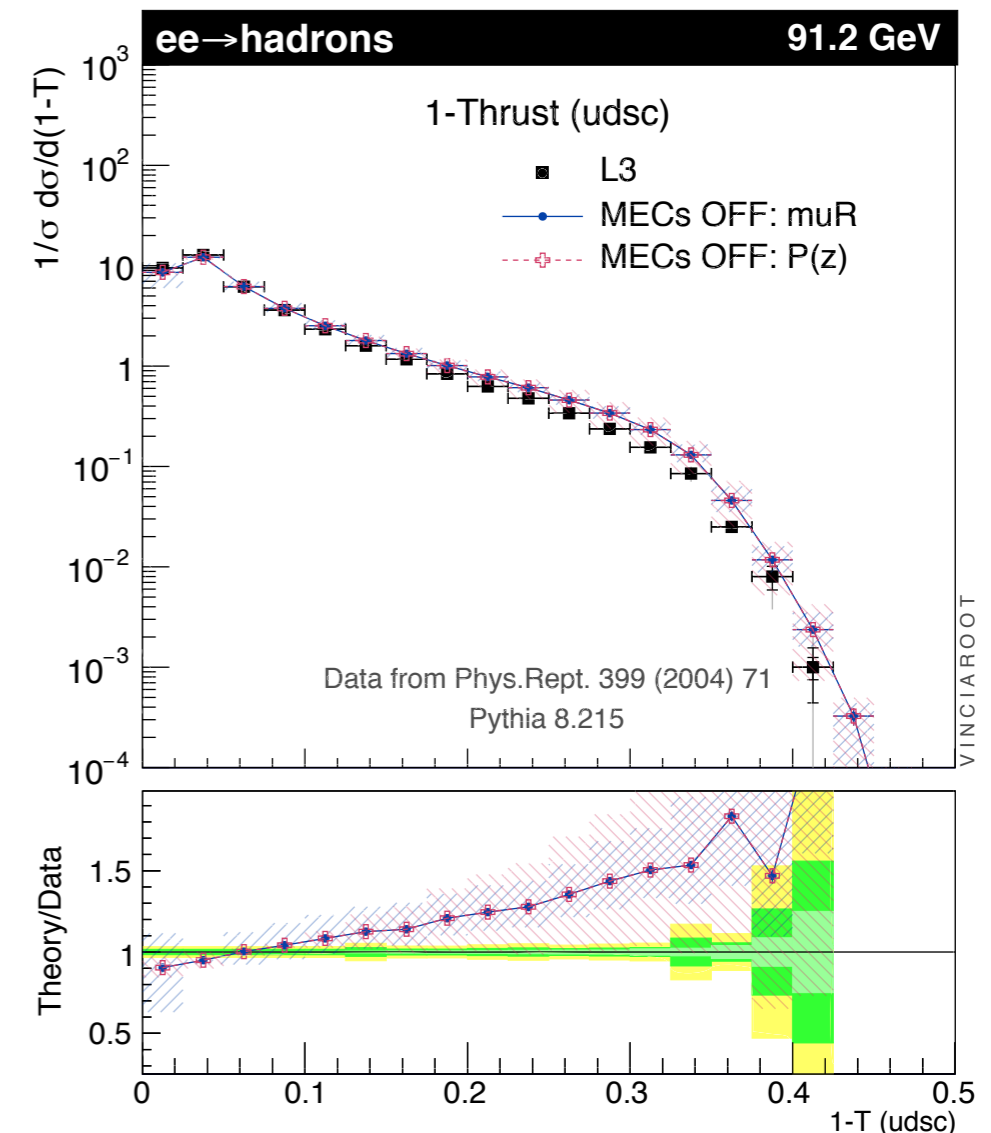 ee→hadrons 91.2 GeV
1/σ dσ/d(1-T)
10³
10²
10
1
10⁻¹
10⁻²
10⁻³
10⁻⁴
1-Thrust (udsc)
L3
MECs OFF: muR
MECs OFF: P(z)
Data from Phys.Rept. 399 (2004) 71
Pythia 8.215
VINCIAROOT
Theory/Data
1.5
1
0.5
0 0.1 0.2 0.3 0.4 0.5
1-T (udsc)